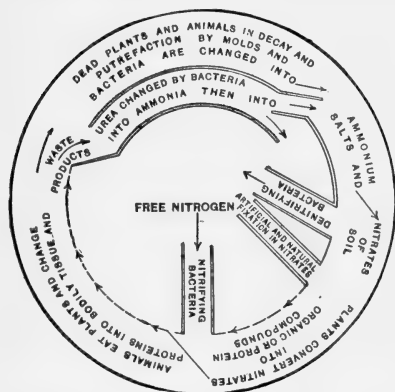 DEAD PLANTS AND ANIMALS IN DECAY AND
PUTREFACTION BY MOLDS AND
BACTERIA ARE CHANGED INTO
UREA CHANGED BY BACTERIA
INTO AMMONIA THEN INTO
WASTE
PRODUCTS
AMMONIUM
SALTS AND
NITRATES
OF
SOIL
DENITRIFYING
BACTERIA
FREE NITROGEN
ARTIFICIAL AND NATURAL
FIXATION IN NITRATES
NITRIFYING
BACTERIA
PLANTS CONVERT NITRATES
INTO
ORGANIC OR PROTEIN
COMPOUNDS
ANIMALS EAT PLANTS AND CHANGE
PROTEINS INTO BODILY TISSUE AND